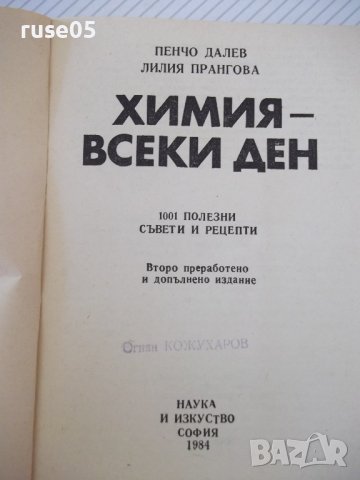 ruse05
ПЕНЧО ДАЛЕВ
ЛИЛИЯ ПРАНГОВА
ХИМИЯ–
ВСЕКИ ДЕН
1001 ПОЛЕЗНИ
СЪВЕТИ И РЕЦЕПТИ
Второ преработено
и допълнено издание
Огнян КОЖУХАРОВ
НАУКА
И ИЗКУСТВО
СОФИЯ
1984
BAZAR